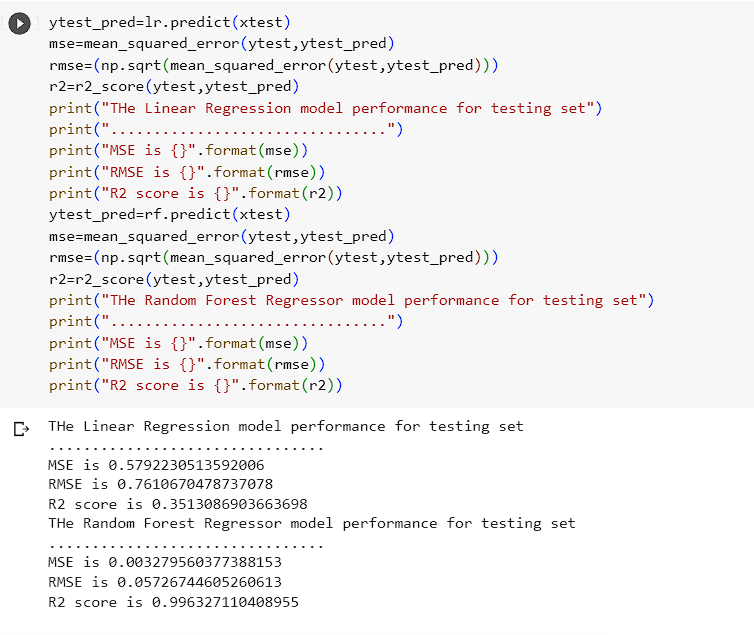 ytest_pred=lr.predict(xtest)
mse=mean_squared_error(ytest,ytest_pred)
rmse=(np.sqrt(mean_squared_error(ytest,ytest_pred)))
r2=r2_score(ytest,ytest_pred)
print("THe Linear Regression model performance for testing set")
print("................................")
print("MSE is {}".format(mse))
print("RMSE is {}".format(rmse))
print("R2 score is {}".format(r2))
ytest_pred=rf.predict(xtest)
mse=mean_squared_error(ytest,ytest_pred)
rmse=(np.sqrt(mean_squared_error(ytest,ytest_pred)))
r2=r2_score(ytest,ytest_pred)
print("THe Random Forest Regressor model performance for testing set")
print("................................")
print("MSE is {}".format(mse))
print("RMSE is {}".format(rmse))
print("R2 score is {}".format(r2))
THe Linear Regression model performance for testing set
................................
MSE is 0.5792230513592006
RMSE is 0.7610670478737078
R2 score is 0.3513086903663698
THe Random Forest Regressor model performance for testing set
................................
MSE is 0.003279560377388153
RMSE is 0.05726744605260613
R2 score is 0.996327110408955